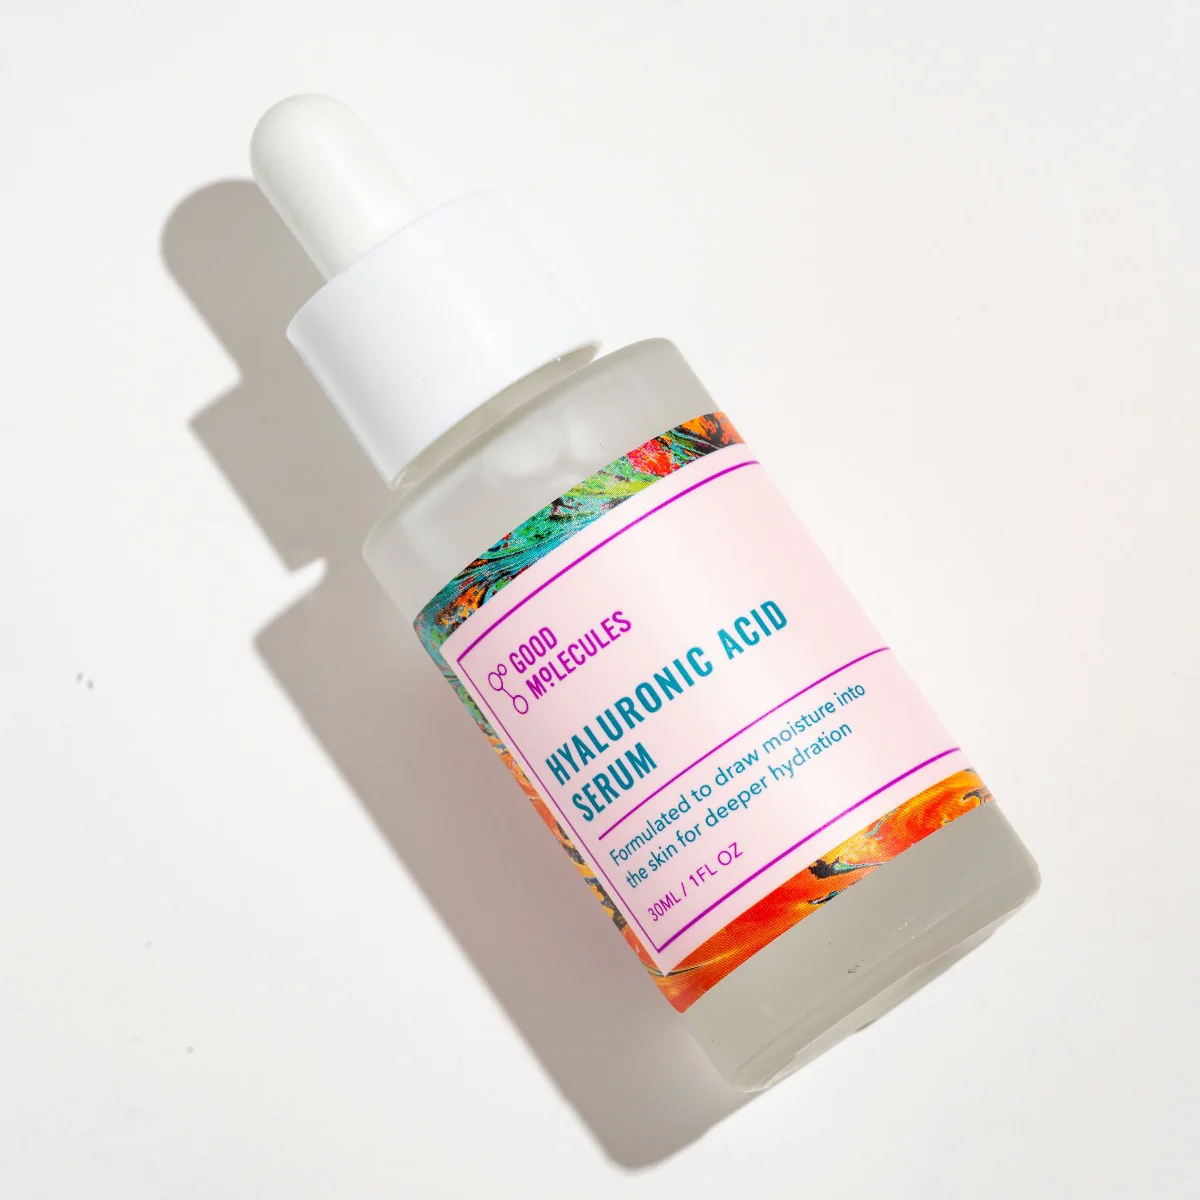 GOOD
MOLECULES
HYALURONIC ACID
SERUM
Formulated to draw moisture into
the skin for deeper hydration
30ML / 1FL OZ